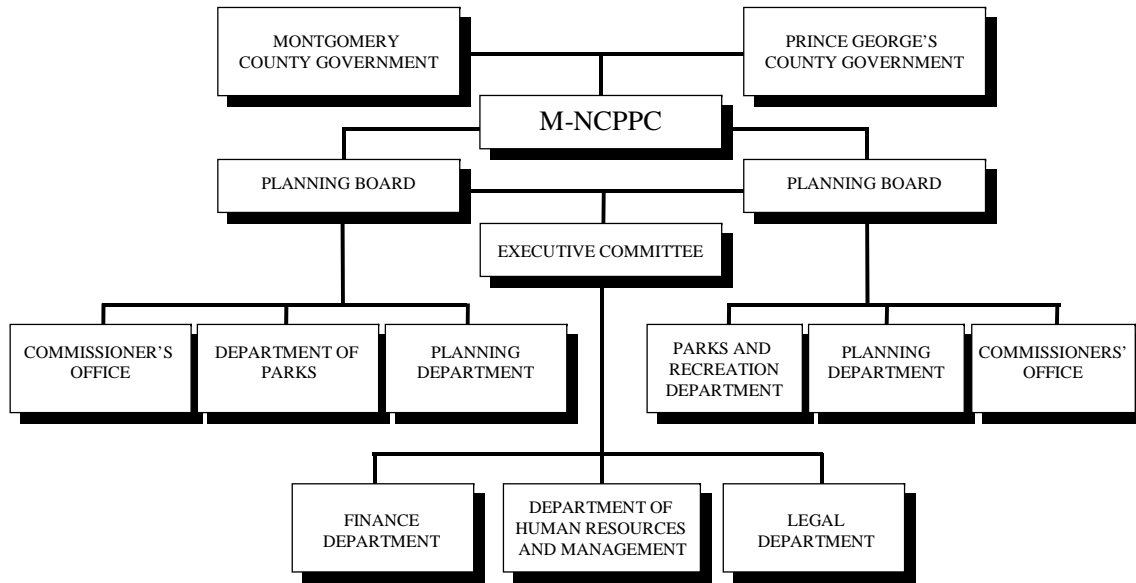 MONTGOMERY
COUNTY GOVERNMENT
PRINCE GEORGE’S
COUNTY GOVERNMENT
M-NCPPC
PLANNING BOARD
PLANNING BOARD
EXECUTIVE COMMITTEE
COMMISSIONER’S
OFFICE
DEPARTMENT OF
PARKS
PLANNING
DEPARTMENT
PARKS AND
RECREATION
DEPARTMENT
PLANNING
DEPARTMENT
COMMISSIONERS’
OFFICE
FINANCE
DEPARTMENT
DEPARTMENT OF
HUMAN RESOURCES
AND MANAGEMENT
LEGAL
DEPARTMENT